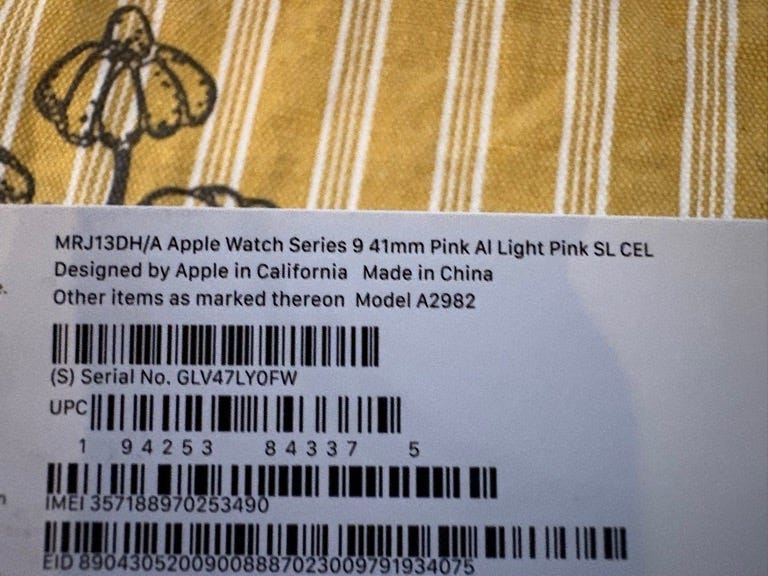 MRJ13DH/A Apple Watch Series 9 41mm Pink Al Light Pink SL CEL
Designed by Apple in California Made in China
Other items as marked thereon Model A2982
(S) Serial No. GLV47LY0FW
UPC
1 94253 84337 5
IMEI 357188970253490
EID 89043052009008887023009791934075